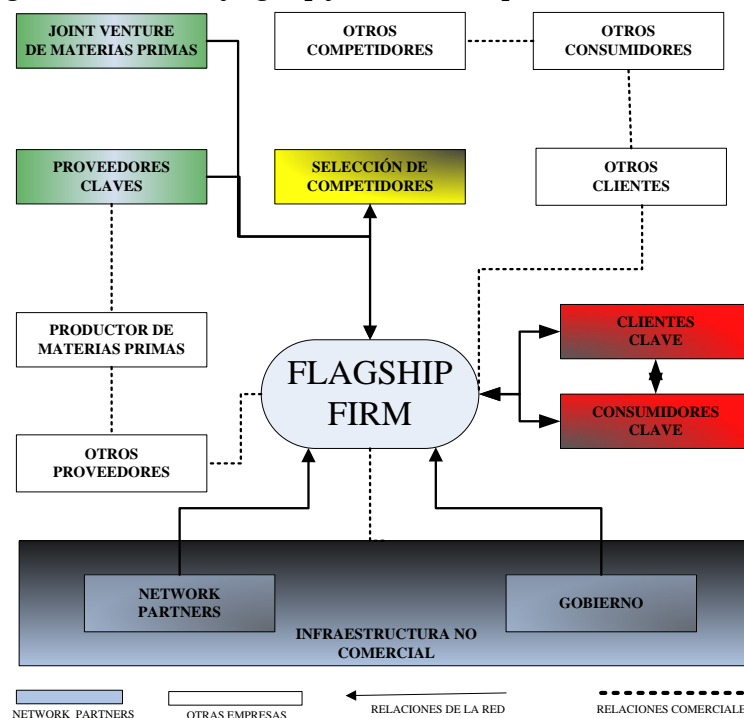 JOINT VENTURE
DE MATERIAS PRIMAS
OTROS
COMPETIDORES
OTROS
CONSUMIDORES
PROVEEDORES
CLAVES
SELECCIÓN DE
COMPETIDORES
OTROS
CLIENTES
PRODUCTOR DE
MATERIAS PRIMAS
FLAGSHIP
FIRM
CLIENTES
CLAVE
CONSUMIDORES
CLAVE
OTROS
PROVEEDORES
NETWORK
PARTNERS
GOBIERNO
INFRAESTRUCTURA NO
COMERCIAL
NETWORK PARTNERS
OTRAS EMPRESAS
RELACIONES DE LA RED
RELACIONES COMERCIALE